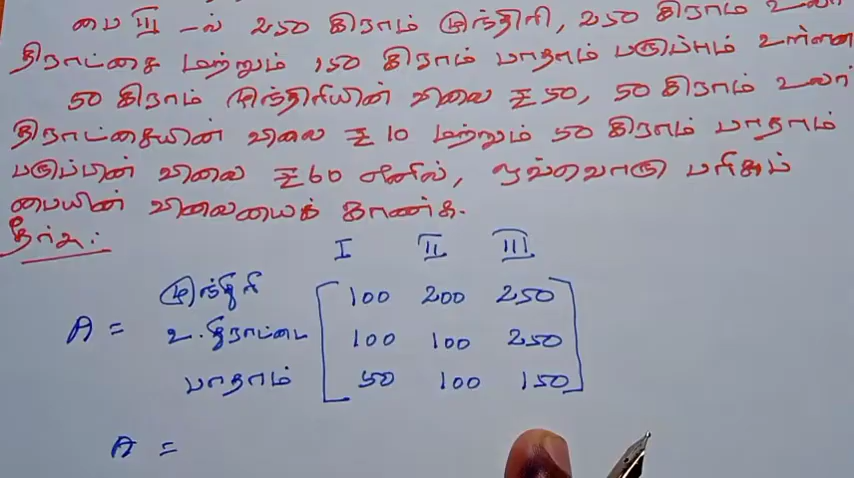 பை III -ல் 250 கிராம் முந்திரி, 250 கிராம் உலர்
திராட்சை மற்றும் 150 கிராம் பாதாம் பருப்பும் உள்ளன
50 கிராம் முந்திரியின் விலை ₹ 50, 50 கிராம் உலர்
திராட்சையின் விலை ₹ 10 மற்றும் 50 கிராம் பாதாம்
பருப்பின் விலை ₹ 60 எனில், ஒவ்வொரு பரிசுப்
பையின் விலையைக் காண்க.
தீர்வு:
I II III
முந்திரி 100 200 250
A = உ.திராட்டை 100 100 250
பாதாம் 50 100 150
A =